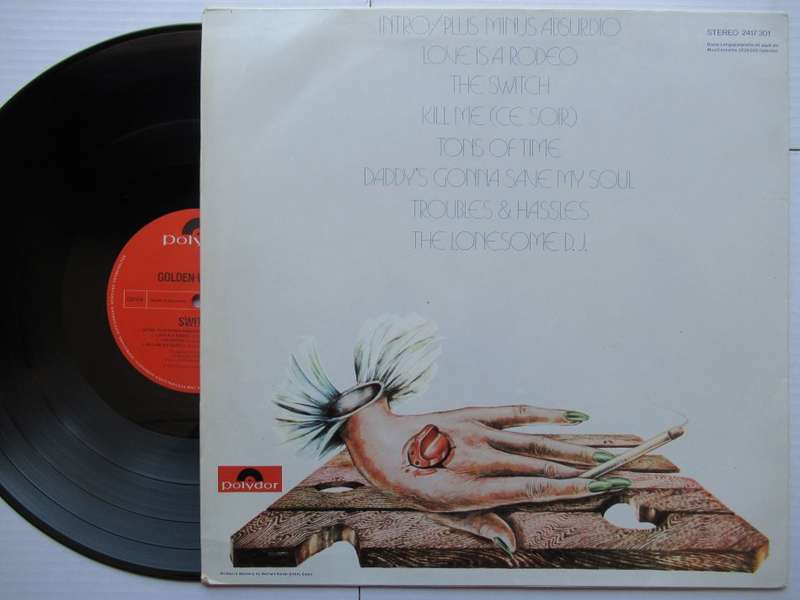 INTRO/PLUS MINUS ABSURDIO
LOVE IS A RODEO
THE SWITCH
KILL ME (CE SOIR)
TONS OF TIME
DADDY'S GONNA SAVE MY SOUL
TROUBLES & HASSLES
THE LONESOME D.J.
STEREO 2417 301
polydor
GOLDEN
SWIT
polydor